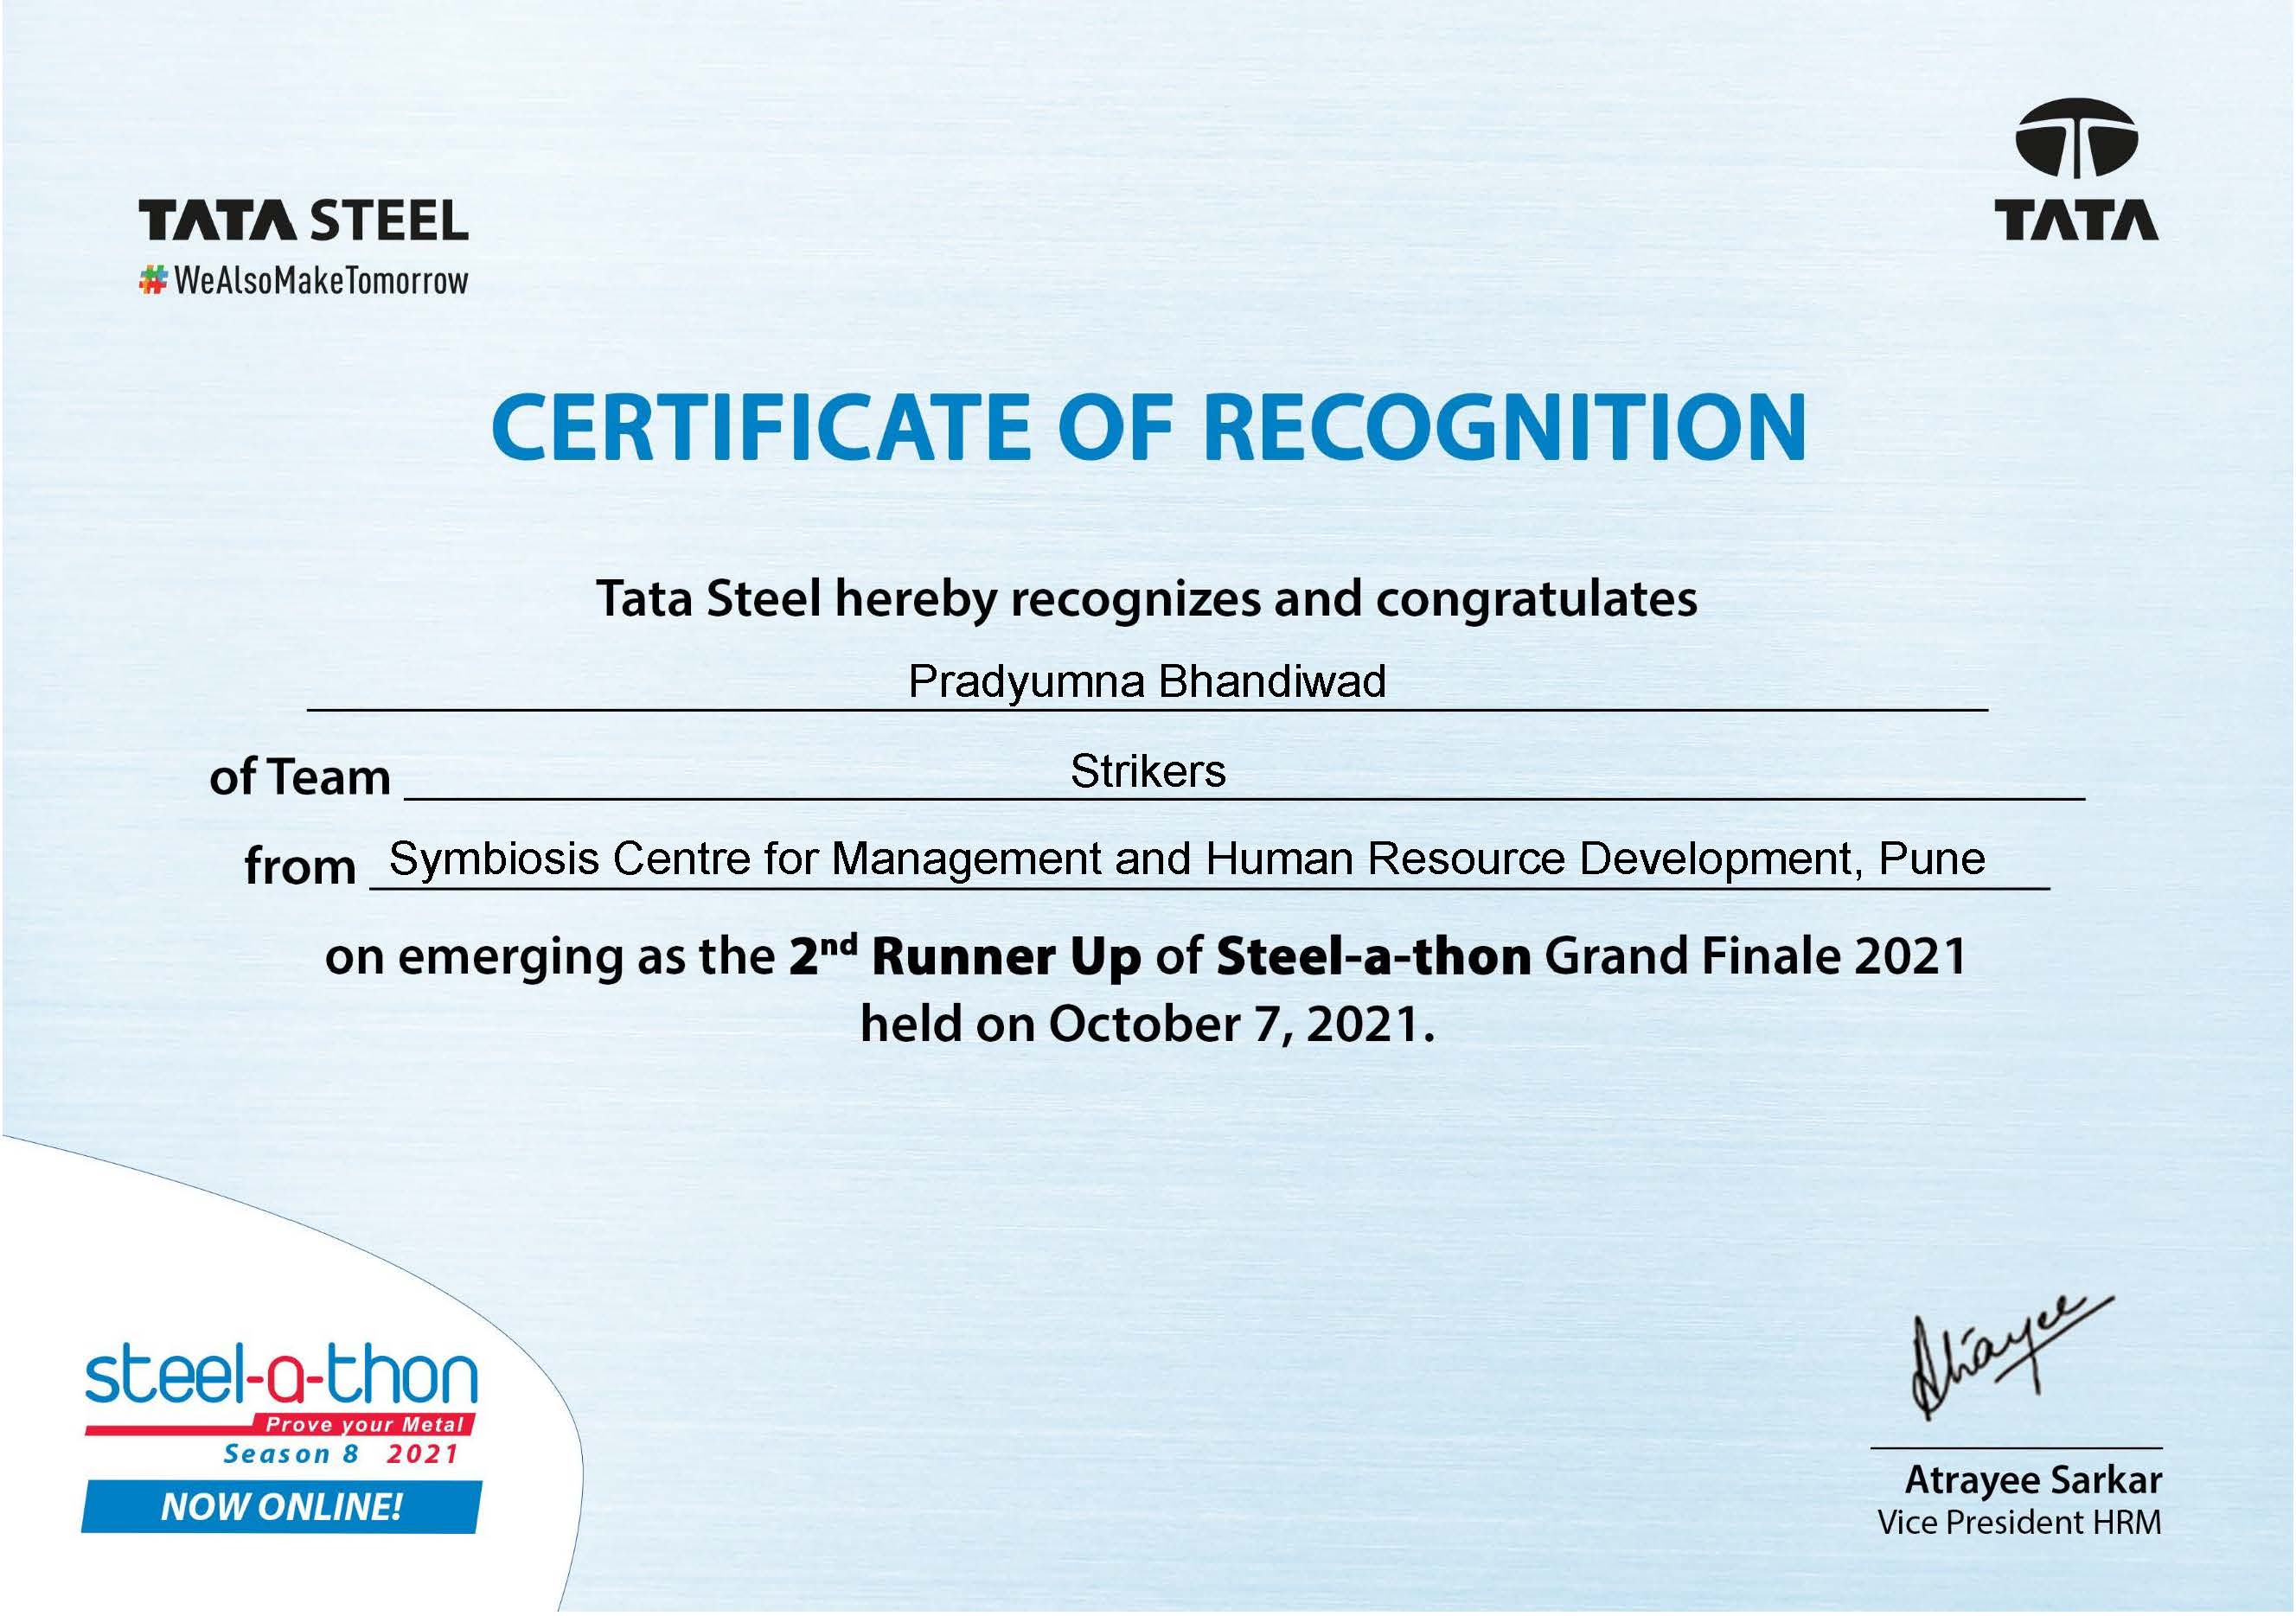 TATA STEEL
#WeAlsoMakeTomorrow
TATA
CERTIFICATE OF RECOGNITION
Tata Steel hereby recognizes and congratulates
Pradyumna Bhandiwad
of Team Strikers
from Symbiosis Centre for Management and Human Resource Development, Pune
on emerging as the 2nd Runner Up of Steel-a-thon Grand Finale 2021
held on October 7, 2021.
steel-a-thon
Prove your Metal
Season 8 2021
NOW ONLINE!
Atrayee
Atrayee Sarkar
Vice President HRM